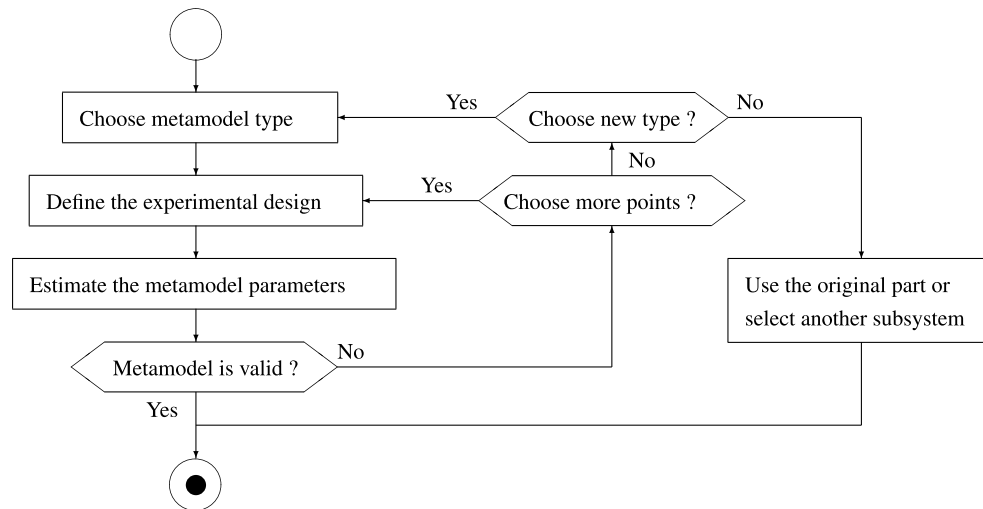 Choose metamodel type
Yes
Choose new type ?
No
No
Define the experimental design
Yes
Choose more points ?
Estimate the metamodel parameters
Use the original part or
select another subsystem
Metamodel is valid ?
No
Yes